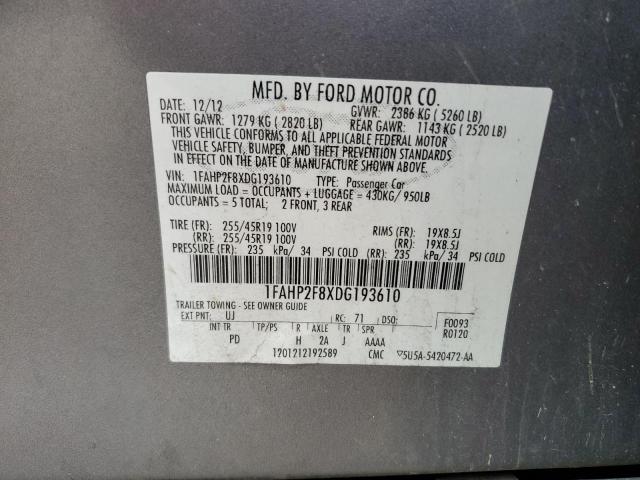 MFD. BY FORD MOTOR CO.
DATE: 12/12 GVWR: 2386 KG ( 5260 LB)
FRONT GAWR: 1279 KG ( 2820 LB) REAR GAWR: 1143 KG ( 2520 LB)
THIS VEHICLE CONFORMS TO ALL APPLICABLE FEDERAL MOTOR
VEHICLE SAFETY, BUMPER, AND THEFT PREVENTION STANDARDS
IN EFFECT ON THE DATE OF MANUFACTURE SHOWN ABOVE.
VIN: 1FAHP2F8XDG193610 TYPE: Passenger Car
MAXIMUM LOAD = OCCUPANTS + LUGGAGE = 430KG/ 950LB
OCCUPANTS = 5 TOTAL: 2 FRONT, 3 REAR
TIRE (FR): 255/45R19 100V RIMS (FR): 19X8.5J
(RR): 255/45R19 100V (RR): 19X8.5J
PRESSURE (FR): 235 kPa/ 34 PSI COLD (RR): 235 kPa/ 34 PSI COLD
1FAHP2F8XDG193610
TRAILER TOWING - SEE OWNER GUIDE
EXT PNT: UJ RC: 71 DSO: F0093
R0120
INT TR TP/PS R AXLE TR SPR
PD H 2A J AAAA
1201212192589 CMC 5U5A-5420472-AA